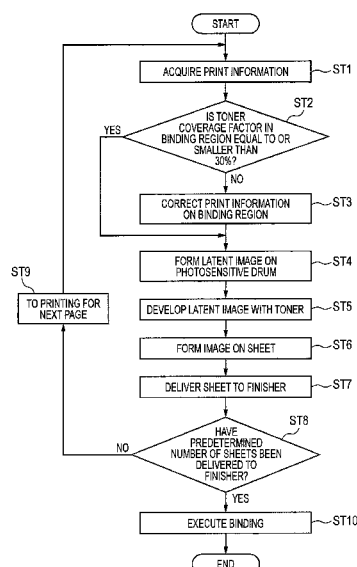 START
ACQUIRE PRINT INFORMATION
ST1
ST2
IS TONER
COVERAGE FACTOR IN
BINDING REGION EQUAL TO OR
SMALLER THAN
30%?
YES
NO
CORRECT PRINT INFORMATION
ON BINDING REGION
ST3
FORM LATENT IMAGE ON
PHOTOSENSITIVE DRUM
ST4
ST9
TO PRINTING FOR
NEXT PAGE
DEVELOP LATENT IMAGE WITH TONER
ST5
FORM IMAGE ON SHEET
ST6
DELIVER SHEET TO FINISHER
ST7
ST8
HAVE
PREDETERMINED
NUMBER OF SHEETS BEEN
DELIVERED TO
FINISHER?
NO
YES
EXECUTE BINDING
ST10
END